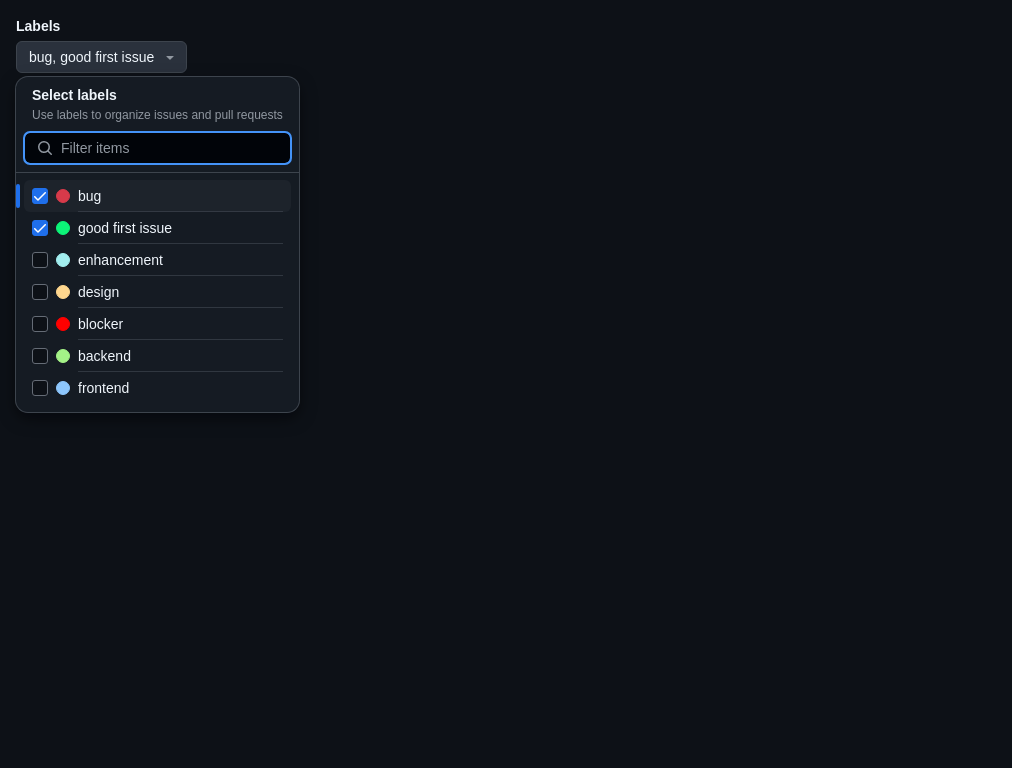 Labels
bug, good first issue
Select labels
Use labels to organize issues and pull requests
Filter items
bug
good first issue
enhancement
design
blocker
backend
frontend